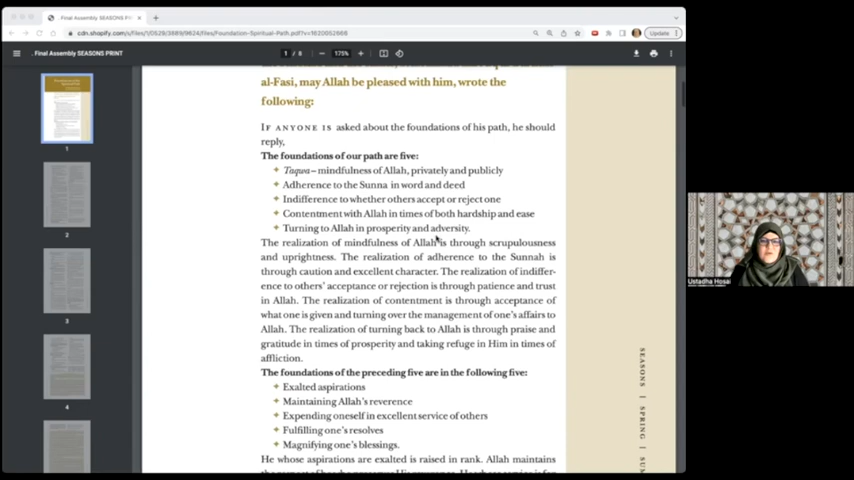 . Final Assembly SEASONS PRINT
cdn.shopify.com/s/files/1/0528/3689/9624/files/Foundation-Spiritual-Path.pdf?v=1620052668
Update
. Final Assembly SEASONS PRINT
1 / 8
175%
al-Fasi, may Allah be pleased with him, wrote the
following:
IF ANYONE IS asked about the foundations of his path, he should
reply,
The foundations of our path are five:
Taqwa – mindfulness of Allah, privately and publicly
Adherence to the Sunna in word and deed
Indifference to whether others accept or reject one
Contentment with Allah in times of both hardship and ease
Turning to Allah in prosperity and adversity.
The realization of mindfulness of Allah is through scrupulousness
and uprightness. The realization of adherence to the Sunnah is
through caution and excellent character. The realization of indiffer-
ence to others' acceptance or rejection is through patience and trust
in Allah. The realization of contentment is through acceptance of
what one is given and turning over the management of one's affairs to
Allah. The realization of turning back to Allah is through praise and
gratitude in times of prosperity and taking refuge in Him in times of
affliction.
The foundations of the preceding five are in the following five:
Exalted aspirations
Maintaining Allah's reverence
Expending oneself in excellent service of others
Fulfilling one's resolves
Magnifying one's blessings.
He whose aspirations are exalted is raised in rank. Allah maintains
1
2
3
4
SEASONS | SPRING |
Ustadha Hosai